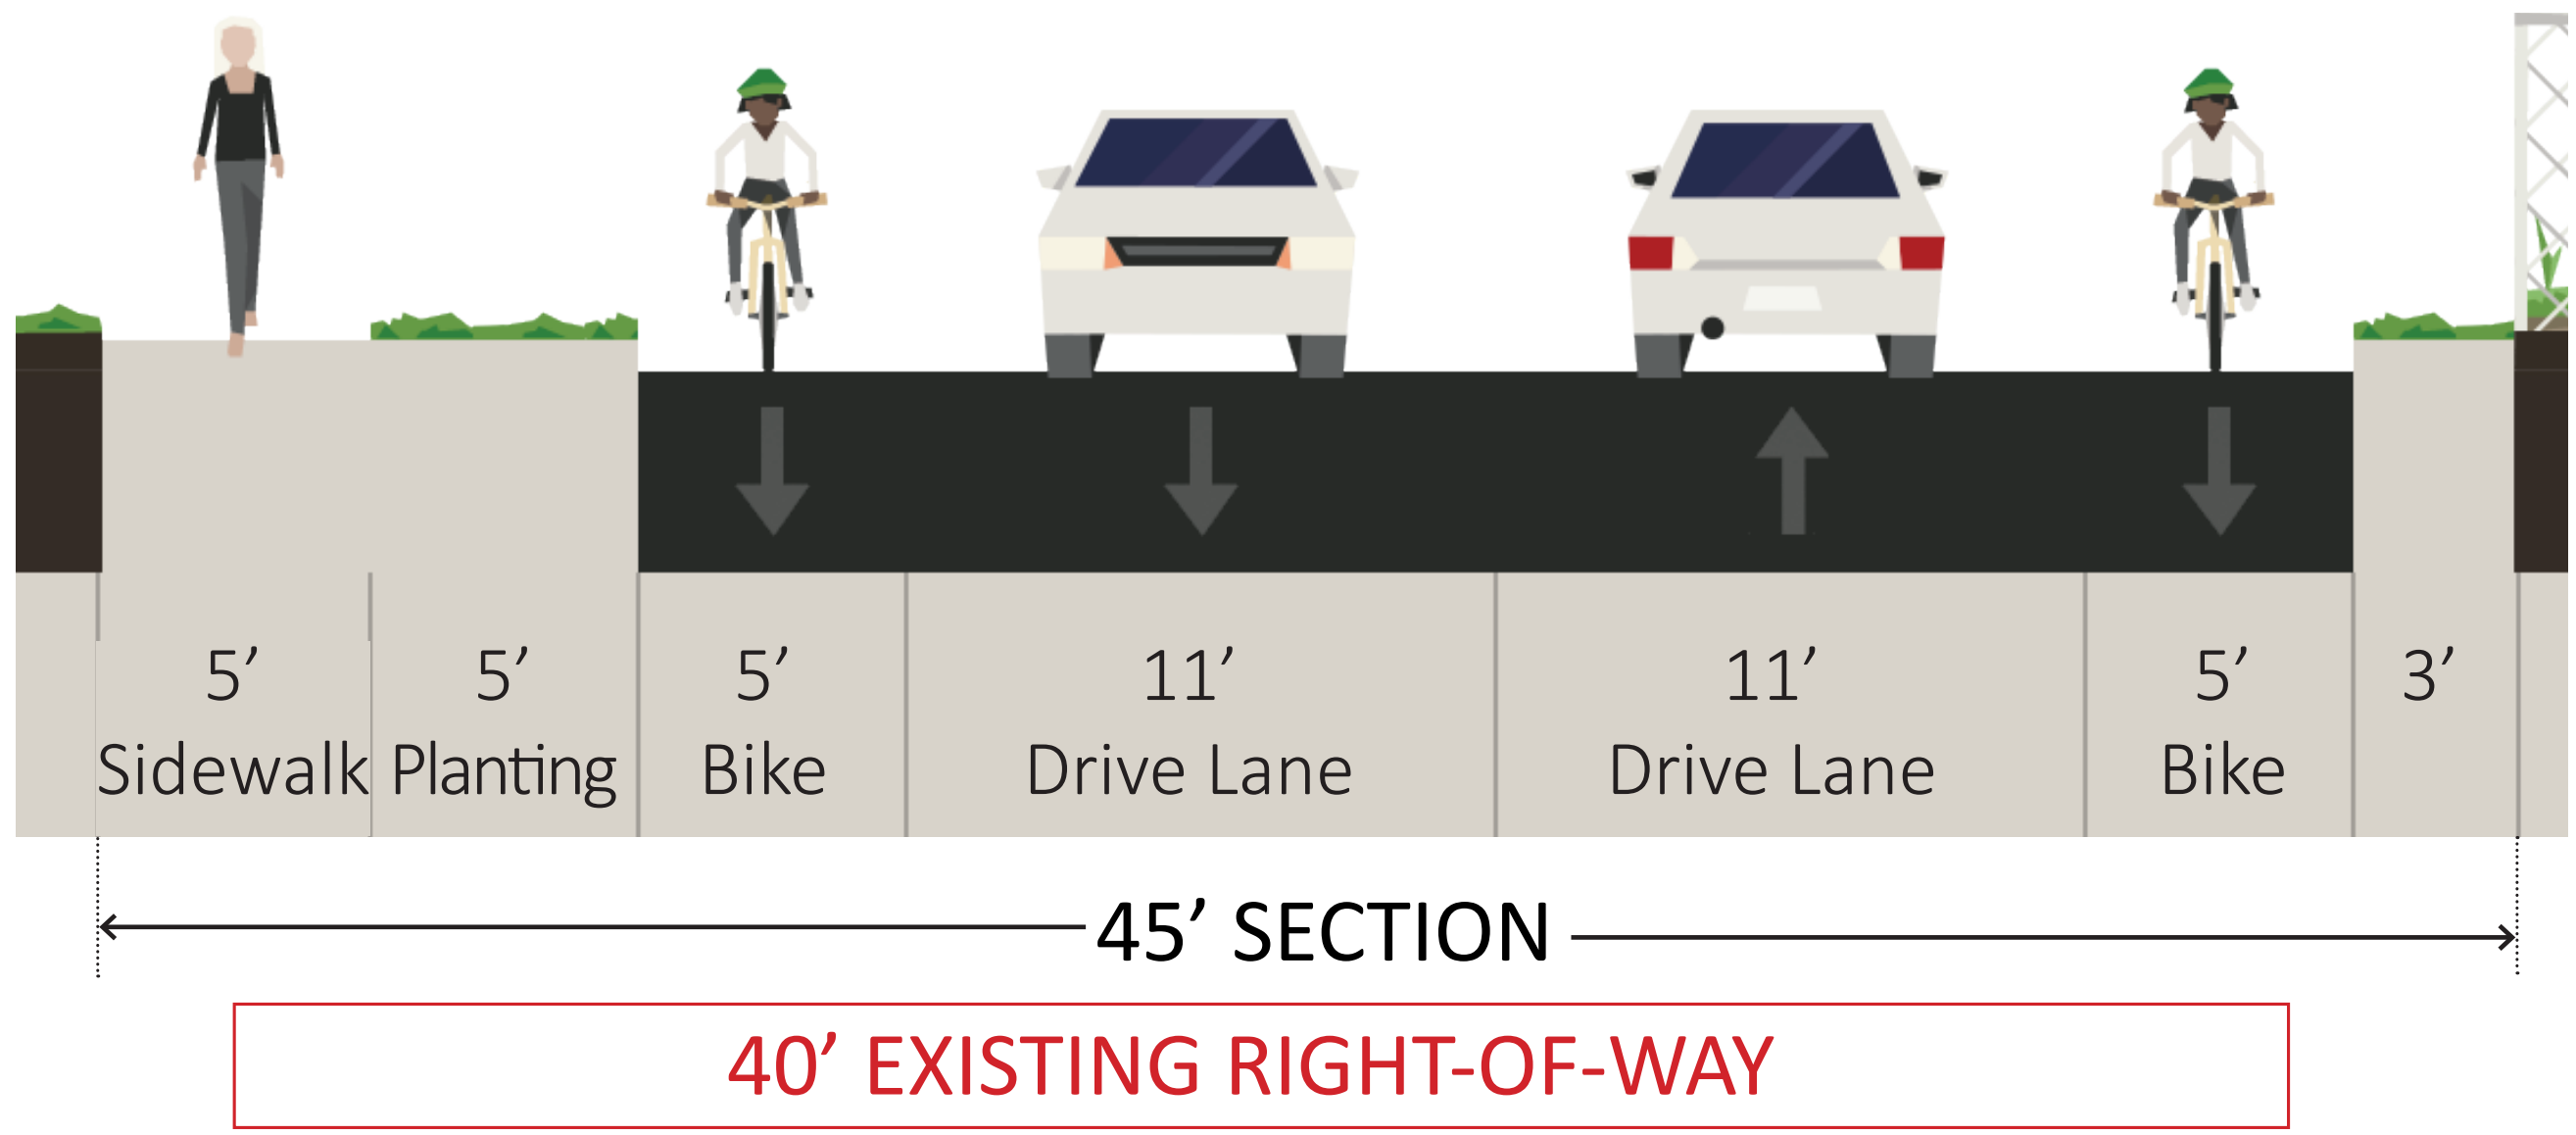 5’ 5’ 5’ 11’ 11’ 5’ 3’
Sidewalk Planting Bike Drive Lane Drive Lane Bike
45’ SECTION
40’ EXISTING RIGHT-OF-WAY